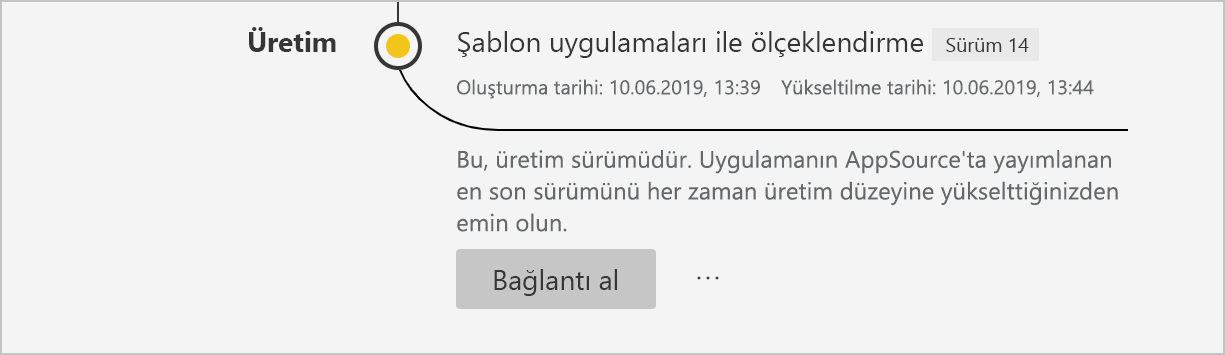 Üretim
Şablon uygulamaları ile ölçeklendirme Sürüm 14
Oluşturma tarihi: 10.06.2019, 13:39 Yükseltilme tarihi: 10.06.2019, 13:44
Bu, üretim sürümüdür. Uygulamanın AppSource'ta yayımlanan
en son sürümünü her zaman üretim düzeyine yükselttiğinizden
emin olun.
Bağlantı al ...